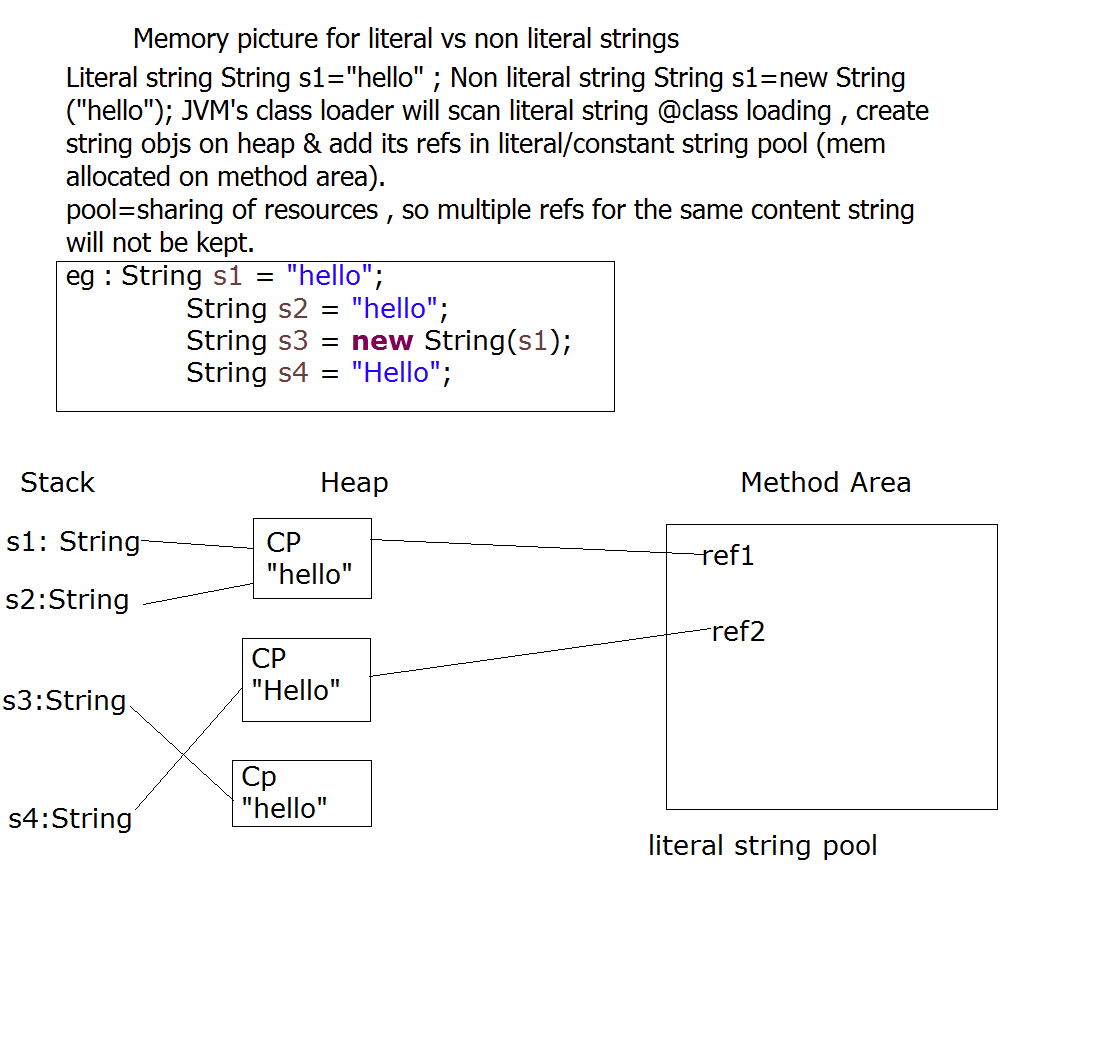 Memory picture for literal vs non literal strings
Literal string String s1="hello" ; Non literal string String s1=new String
("hello"); JVM's class loader will scan literal string @class loading , create
string objs on heap & add its refs in literal/constant string pool (mem
allocated on method area).
pool=sharing of resources , so multiple refs for the same content string
will not be kept.
eg : String s1 = "hello";
String s2 = "hello";
String s3 = new String(s1);
String s4 = "Hello";
Stack
Heap
Method Area
s1: String
CP
"hello"
ref1
s2:String
ref2
CP
"Hello"
s3:String
Cp
"hello"
s4:String
literal string pool